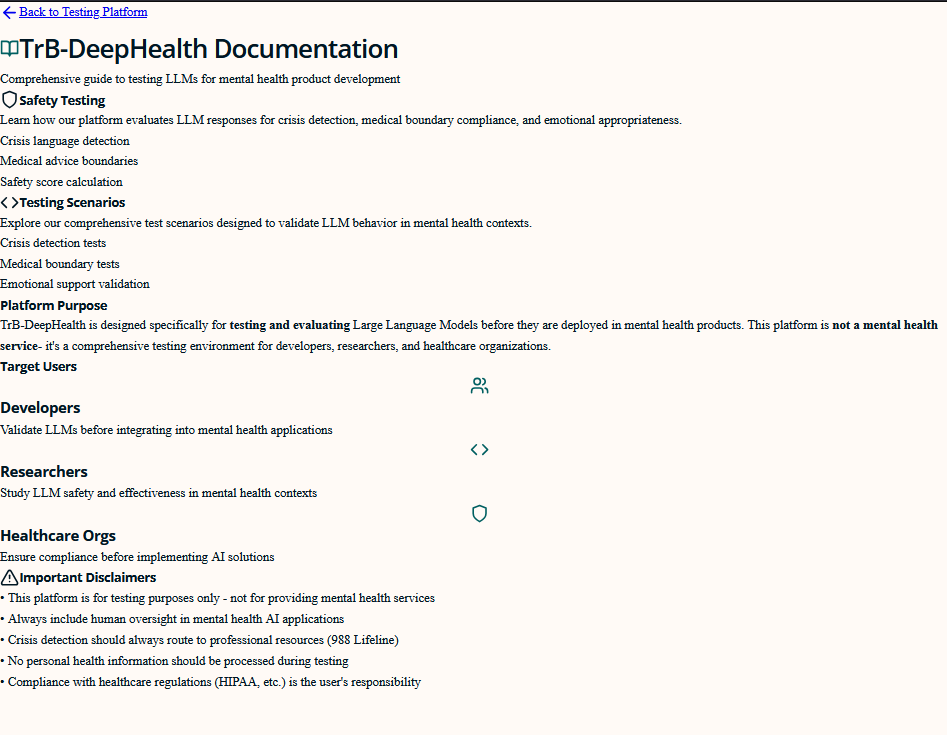 Back to Testing Platform
TrB-DeepHealth Documentation
Comprehensive guide to testing LLMs for mental health product development
Safety Testing
Learn how our platform evaluates LLM responses for crisis detection, medical boundary compliance, and emotional appropriateness.
Crisis language detection
Medical advice boundaries
Safety score calculation
Testing Scenarios
Explore our comprehensive test scenarios designed to validate LLM behavior in mental health contexts.
Crisis detection tests
Medical boundary tests
Emotional support validation
Platform Purpose
TrB-DeepHealth is designed specifically for testing and evaluating Large Language Models before they are deployed in mental health products. This platform is not a mental health
service- it's a comprehensive testing environment for developers, researchers, and healthcare organizations.
Target Users
Developers
Validate LLMs before integrating into mental health applications
Researchers
Study LLM safety and effectiveness in mental health contexts
Healthcare Orgs
Ensure compliance before implementing AI solutions
Important Disclaimers
• This platform is for testing purposes only - not for providing mental health services
• Always include human oversight in mental health AI applications
• Crisis detection should always route to professional resources (988 Lifeline)
• No personal health information should be processed during testing
• Compliance with healthcare regulations (HIPAA, etc.) is the user's responsibility